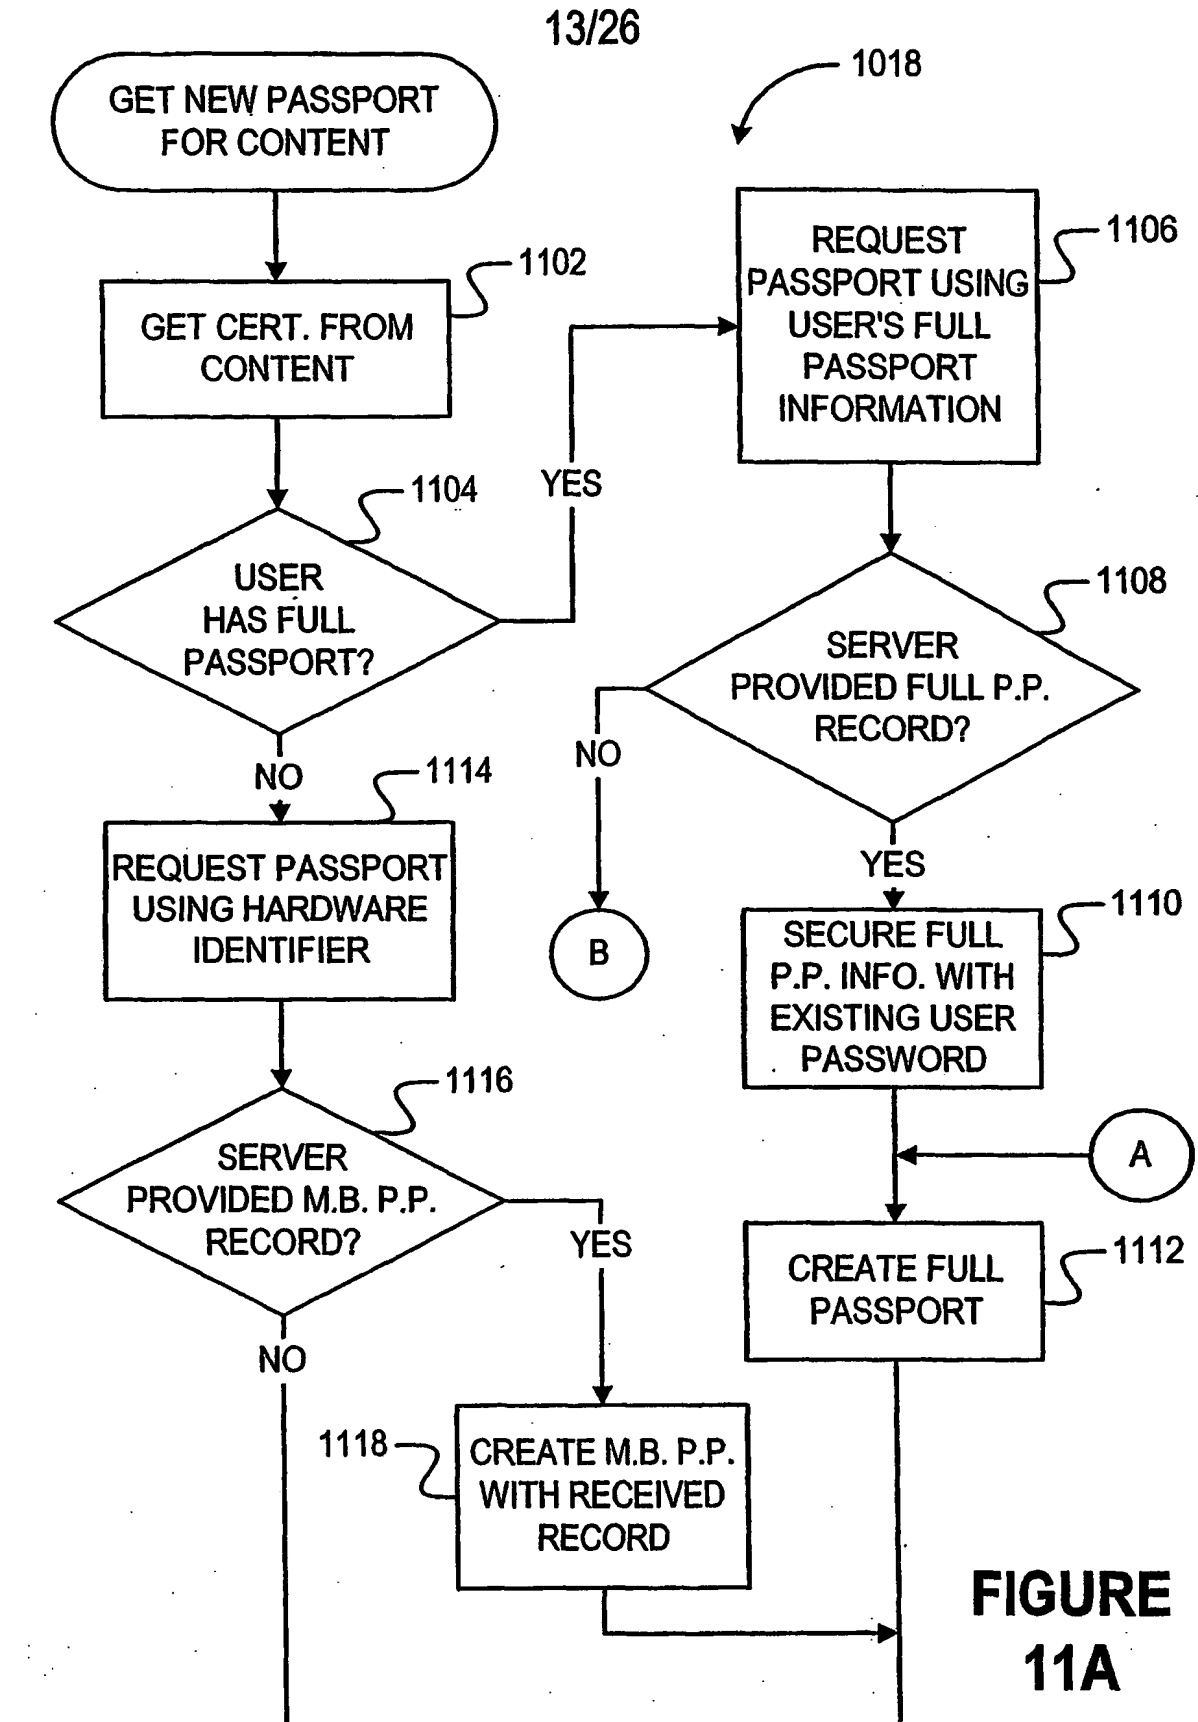 13/26
1018
GET NEW PASSPORT
FOR CONTENT
1102
GET CERT. FROM
CONTENT
1104
USER
HAS FULL
PASSPORT?
YES
NO
1106
REQUEST
PASSPORT USING
USER'S FULL
PASSPORT
INFORMATION
1108
SERVER
PROVIDED FULL P.P.
RECORD?
NO
B
YES
1110
SECURE FULL
P.P. INFO. WITH
EXISTING USER
PASSWORD
A
1112
CREATE FULL
PASSPORT
1114
REQUEST PASSPORT
USING HARDWARE
IDENTIFIER
1116
SERVER
PROVIDED M.B. P.P.
RECORD?
YES
NO
1118
CREATE M.B. P.P.
WITH RECEIVED
RECORD
FIGURE
11A